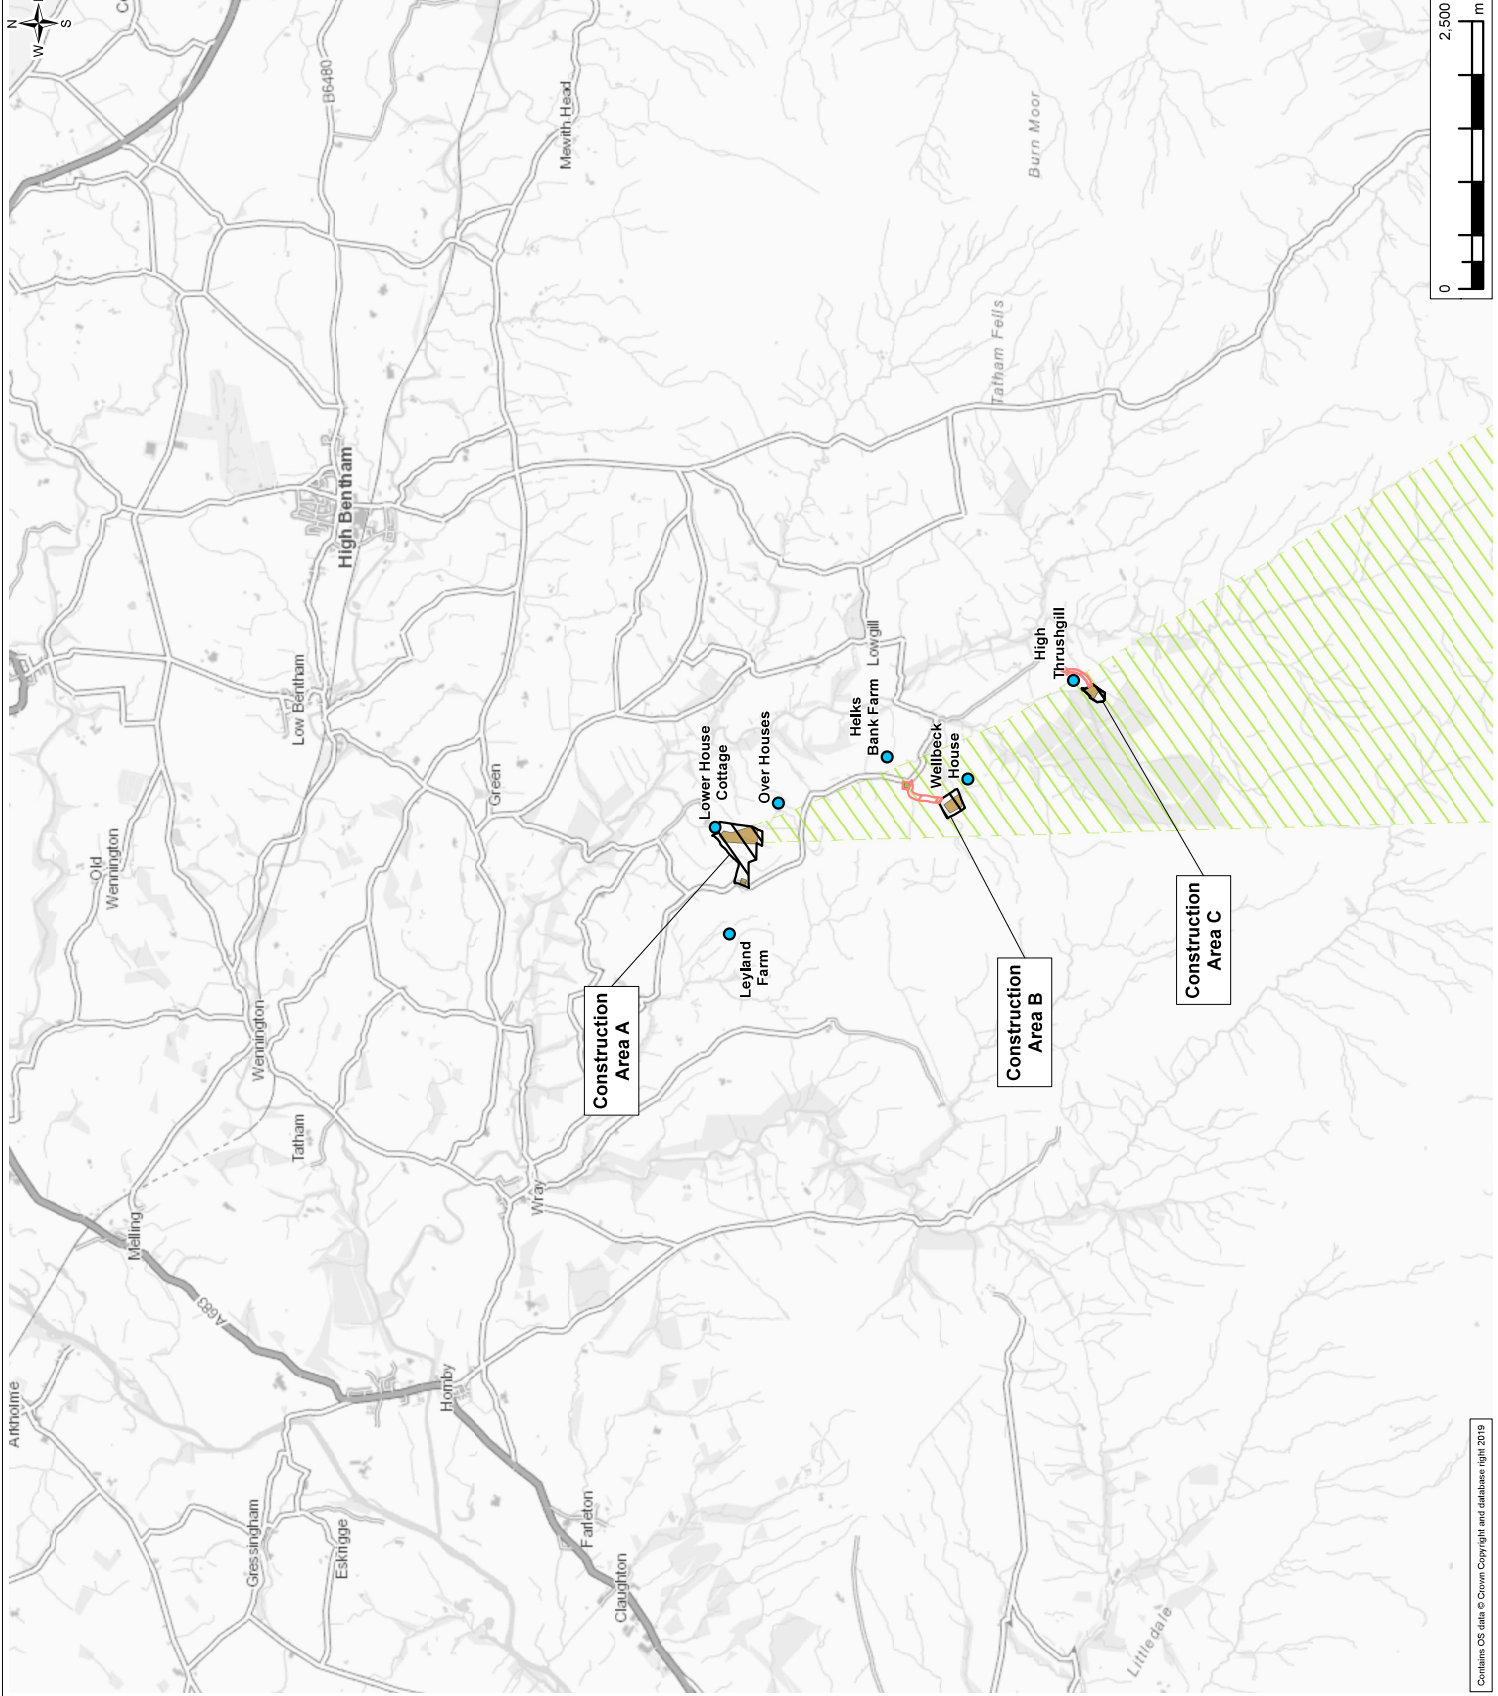 N
S
W
Co
B6480
Mewith Head
Burn Moor
2,500
m
0
Tatham Fells
High Bentham
Low Bentham
Lowgill
High
Thrushgill
Helks
Bank Farm
Wellbeck
House
Lower House
Cottage
Over Houses
Green
Old
Wennington
Leyland
Farm
Construction
Area A
Construction
Area B
Construction
Area C
Wennington
Tatham
Wray
Melling
A683
Hornby
Arkholme
Gressingham
Eskrigge
Farleton
Claughton
Littledale
Contains OS data © Crown Copyright and database right 2019